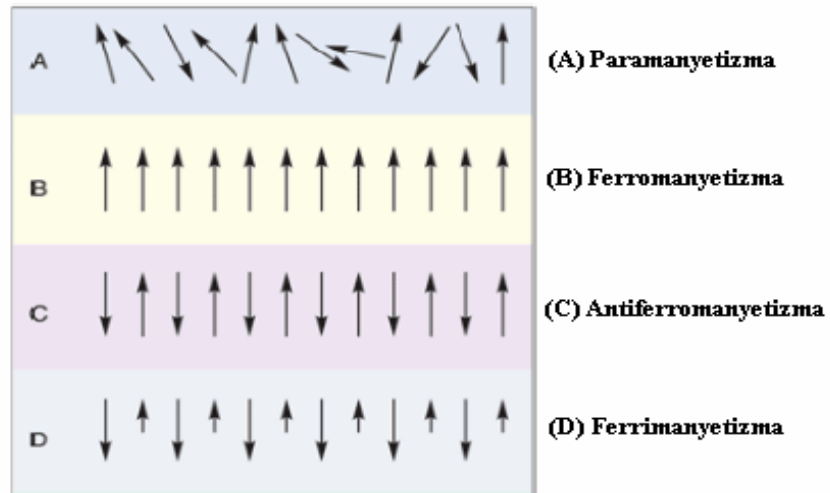 A (A) Paramanyetizma
B (B) Ferromanyetizma
C (C) Antiferromanyetizma
D (D) Ferrimanyetizma